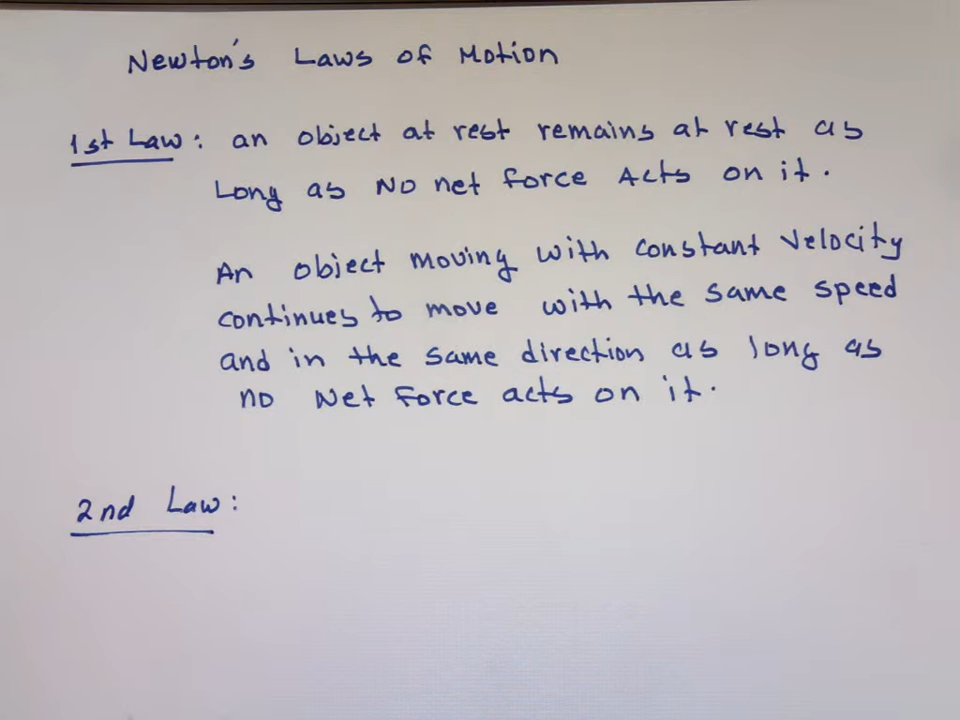 Newton's Laws of Motion
1st Law: an object at rest remains at rest as
Long as NO net force Acts on it.
An object moving with constant velocity
continues to move with the same speed
and in the same direction as long as
no Net Force acts on it.
2nd Law: